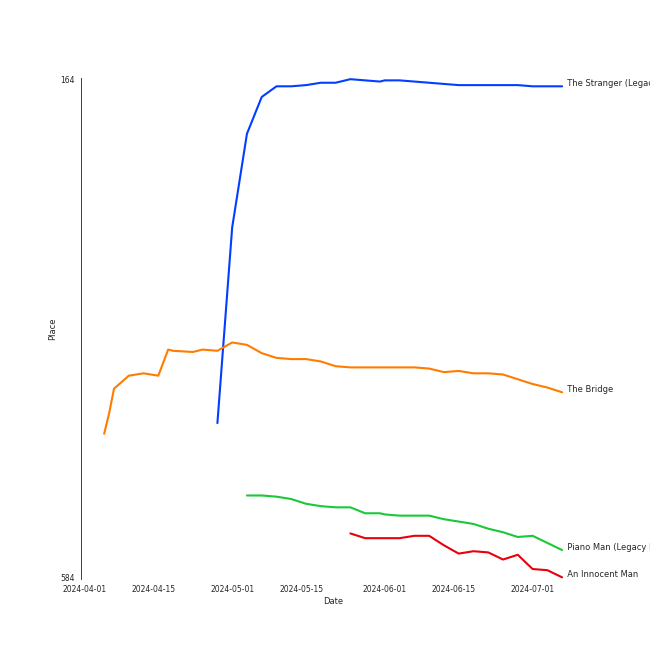 164
The Stranger (Legac
Place
The Bridge
Piano Man (Legacy
An Innocent Man
584
2024-04-01 2024-04-15 2024-05-01 2024-05-15 2024-06-01 2024-06-15 2024-07-01
Date